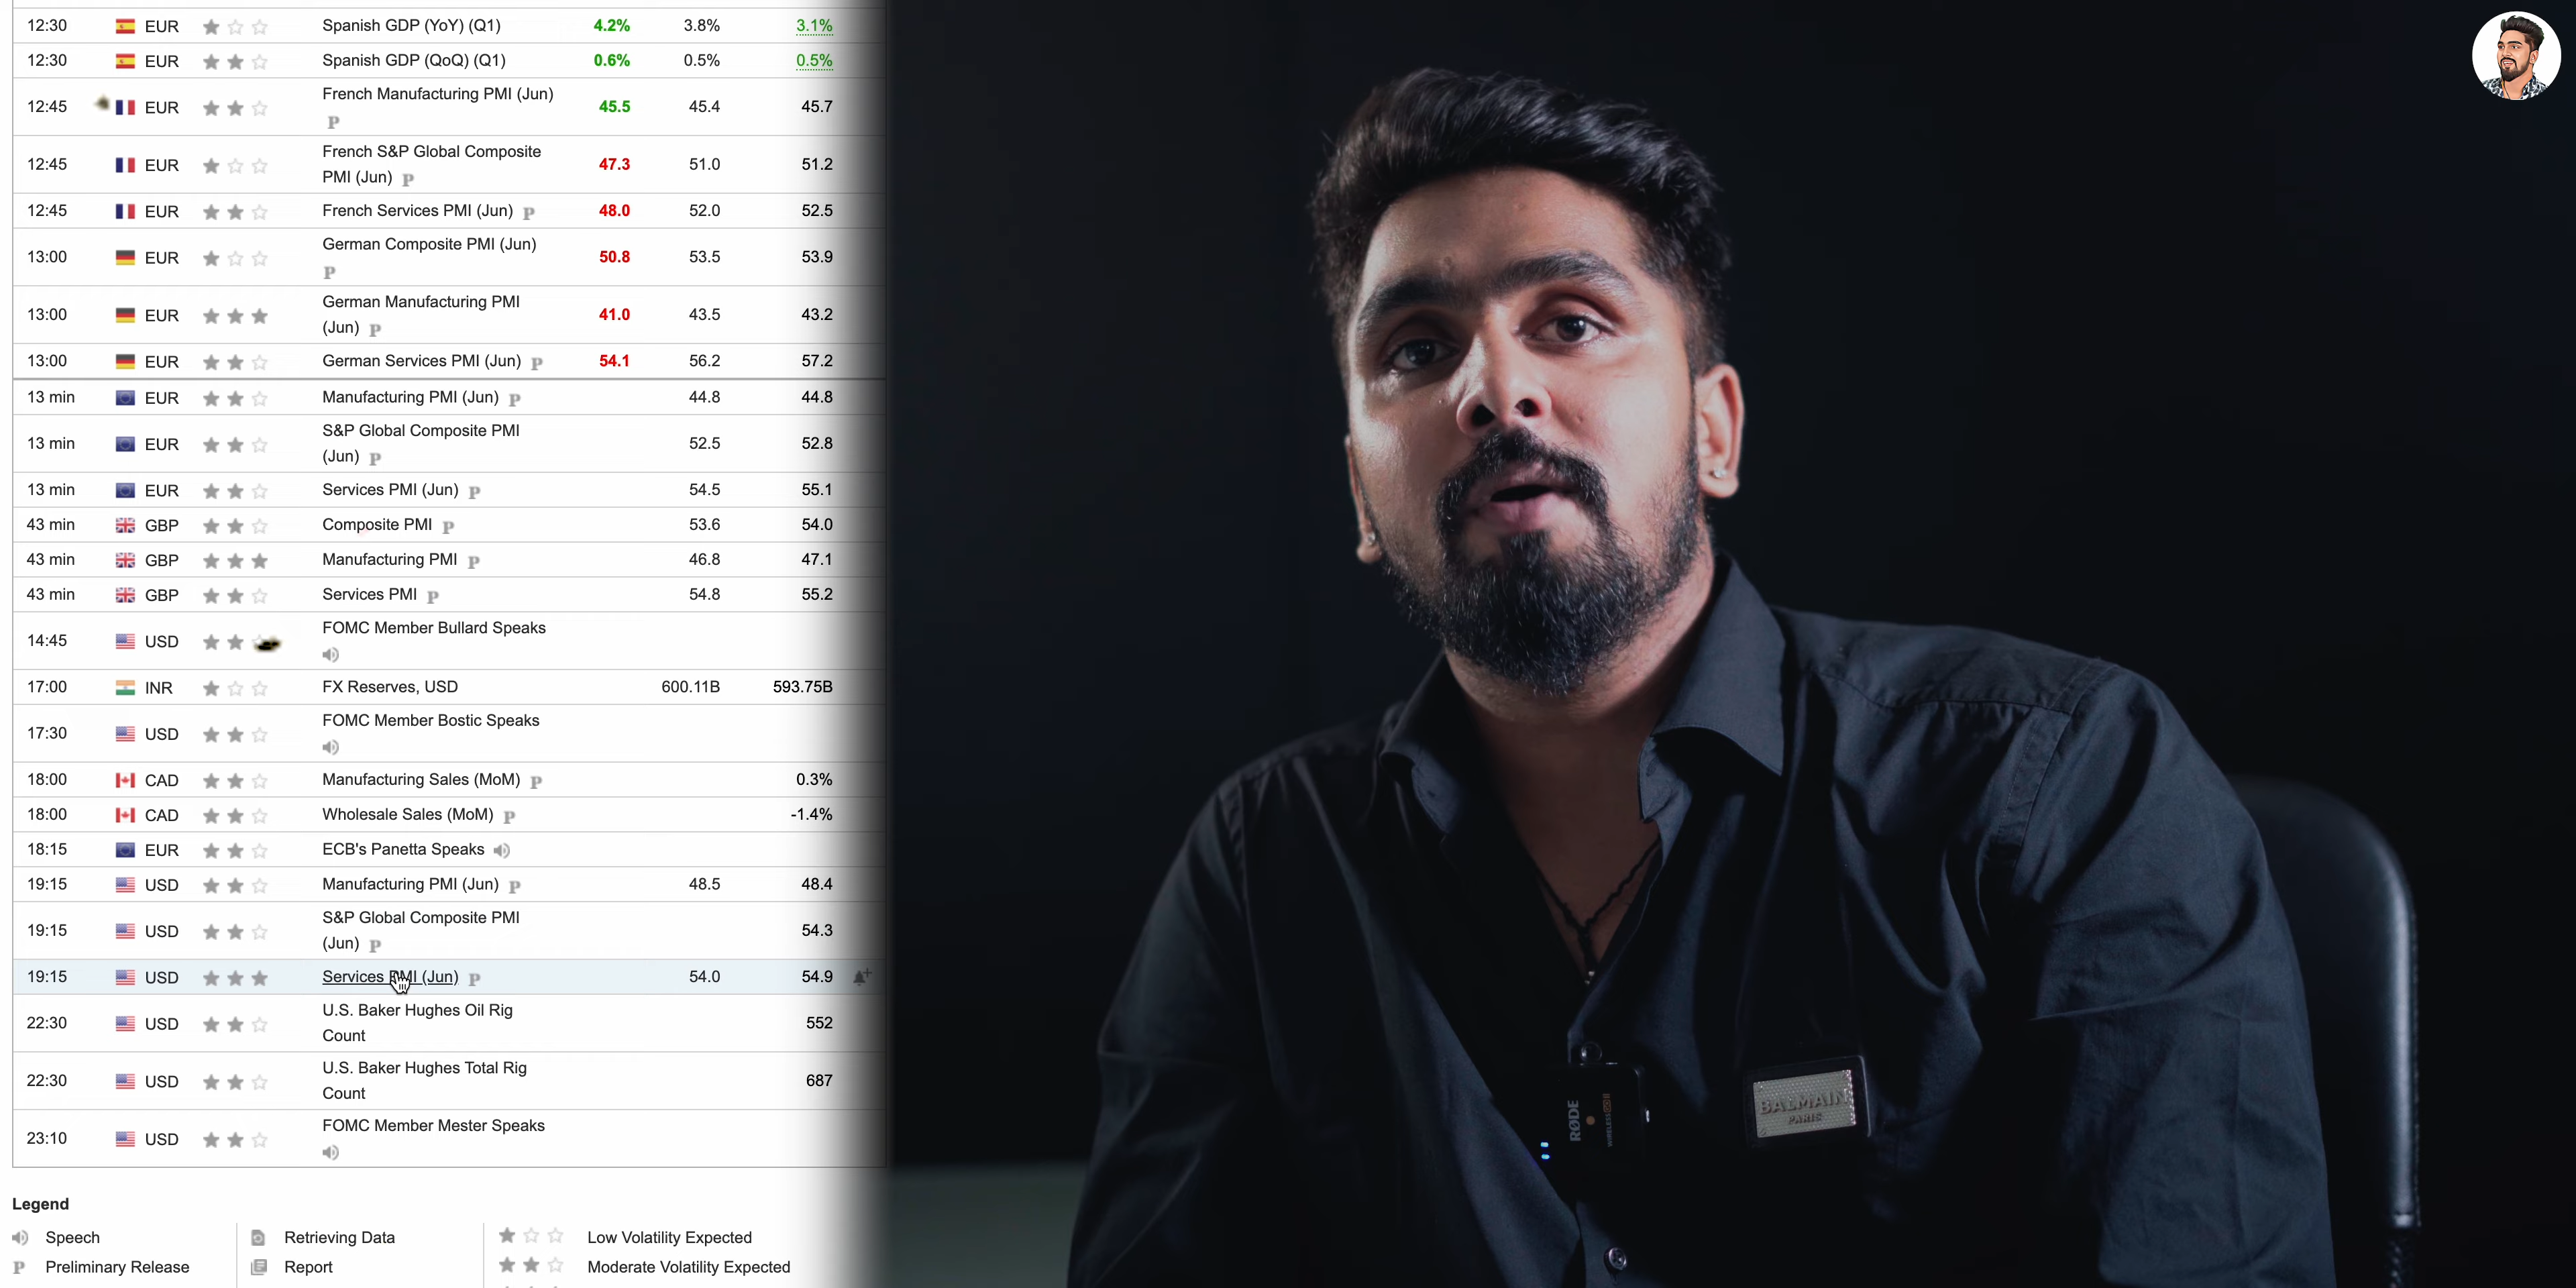 12:30 EUR Spanish GDP (YoY) (Q1) 4.2% 3.8% 3.1%
12:30 EUR Spanish GDP (QoQ) (Q1) 0.6% 0.5% 0.5%
12:45 EUR French Manufacturing PMI (Jun) P 45.5 45.4 45.7
12:45 EUR French S&P Global Composite
PMI (Jun) P 47.3 51.0 51.2
12:45 EUR French Services PMI (Jun) P 48.0 52.0 52.5
13:00 EUR German Composite PMI (Jun) P 50.8 53.5 53.9
13:00 EUR German Manufacturing PMI
(Jun) P 41.0 43.5 43.2
13:00 EUR German Services PMI (Jun) P 54.1 56.2 57.2
13 min EUR Manufacturing PMI (Jun) P 44.8 44.8
13 min EUR S&P Global Composite PMI
(Jun) P 52.5 52.8
13 min EUR Services PMI (Jun) P 54.5 55.1
43 min GBP Composite PMI P 53.6 54.0
43 min GBP Manufacturing PMI P 46.8 47.1
43 min GBP Services PMI P 54.8 55.2
14:45 USD FOMC Member Bullard Speaks
17:00 INR FX Reserves, USD 600.11B 593.75B
17:30 USD FOMC Member Bostic Speaks
18:00 CAD Manufacturing Sales (MoM) P 0.3%
18:00 CAD Wholesale Sales (MoM) P -1.4%
18:15 EUR ECB's Panetta Speaks
19:15 USD Manufacturing PMI (Jun) P 48.5 48.4
19:15 USD S&P Global Composite PMI
(Jun) P 54.3
19:15 USD Services PMI (Jun) P 54.0 54.9
22:30 USD U.S. Baker Hughes Oil Rig
Count 552
22:30 USD U.S. Baker Hughes Total Rig
Count 687
23:10 USD FOMC Member Mester Speaks
Legend
Speech Retrieving Data Low Volatility Expected
P Preliminary Release Report Moderate Volatility Expected
RØDE
WIRELESS GO II
BALMAIN
PARIS